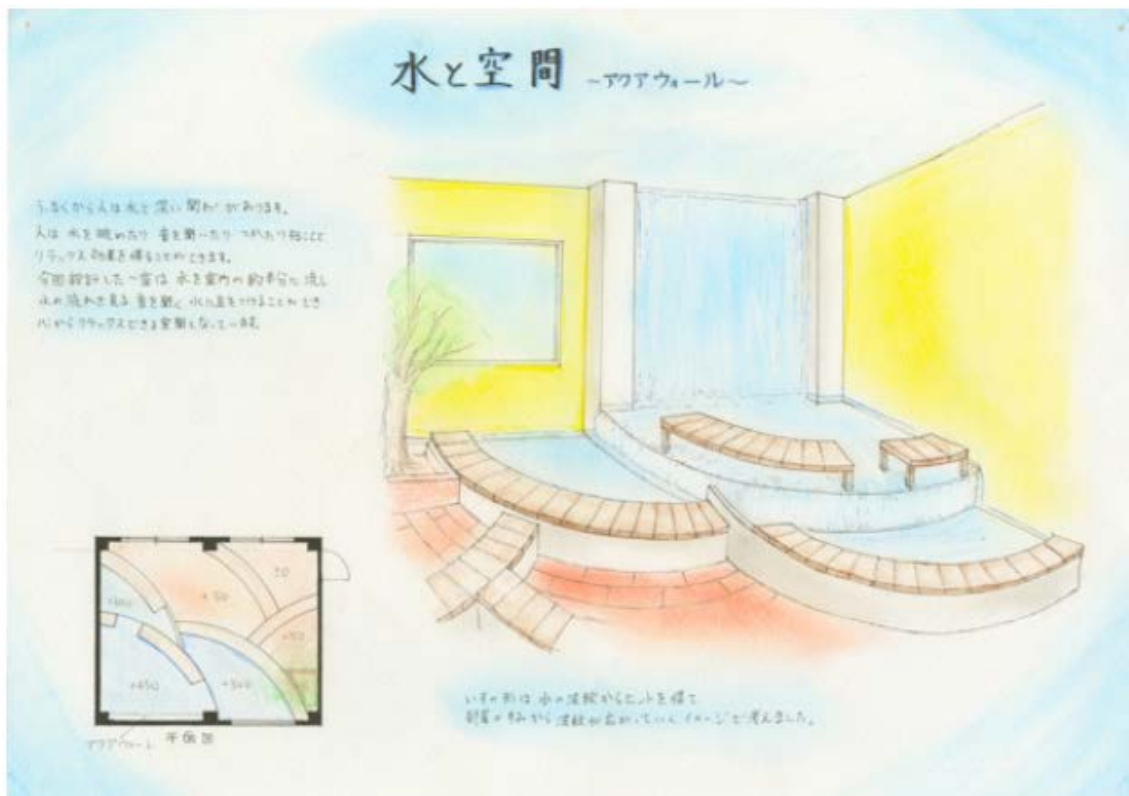 水と空間 ～アクアウォール～
人は水と深い関わりがあります。
人は水を眺めたり 音を聞いたり つかったりすることで
リラックス効果を得ることができます。
今回設計した一室は 水を室内の約半分に流し
水の流れを見る 音を聞く 水に足をつけることができ
心からリラックスできる空間となっています。
±0
+150
+300
+450
+300
アクアウォール 平面図
いすの形は 水の波紋からヒントを得て
部屋の角から波紋が広がっていくイメージで考えました。